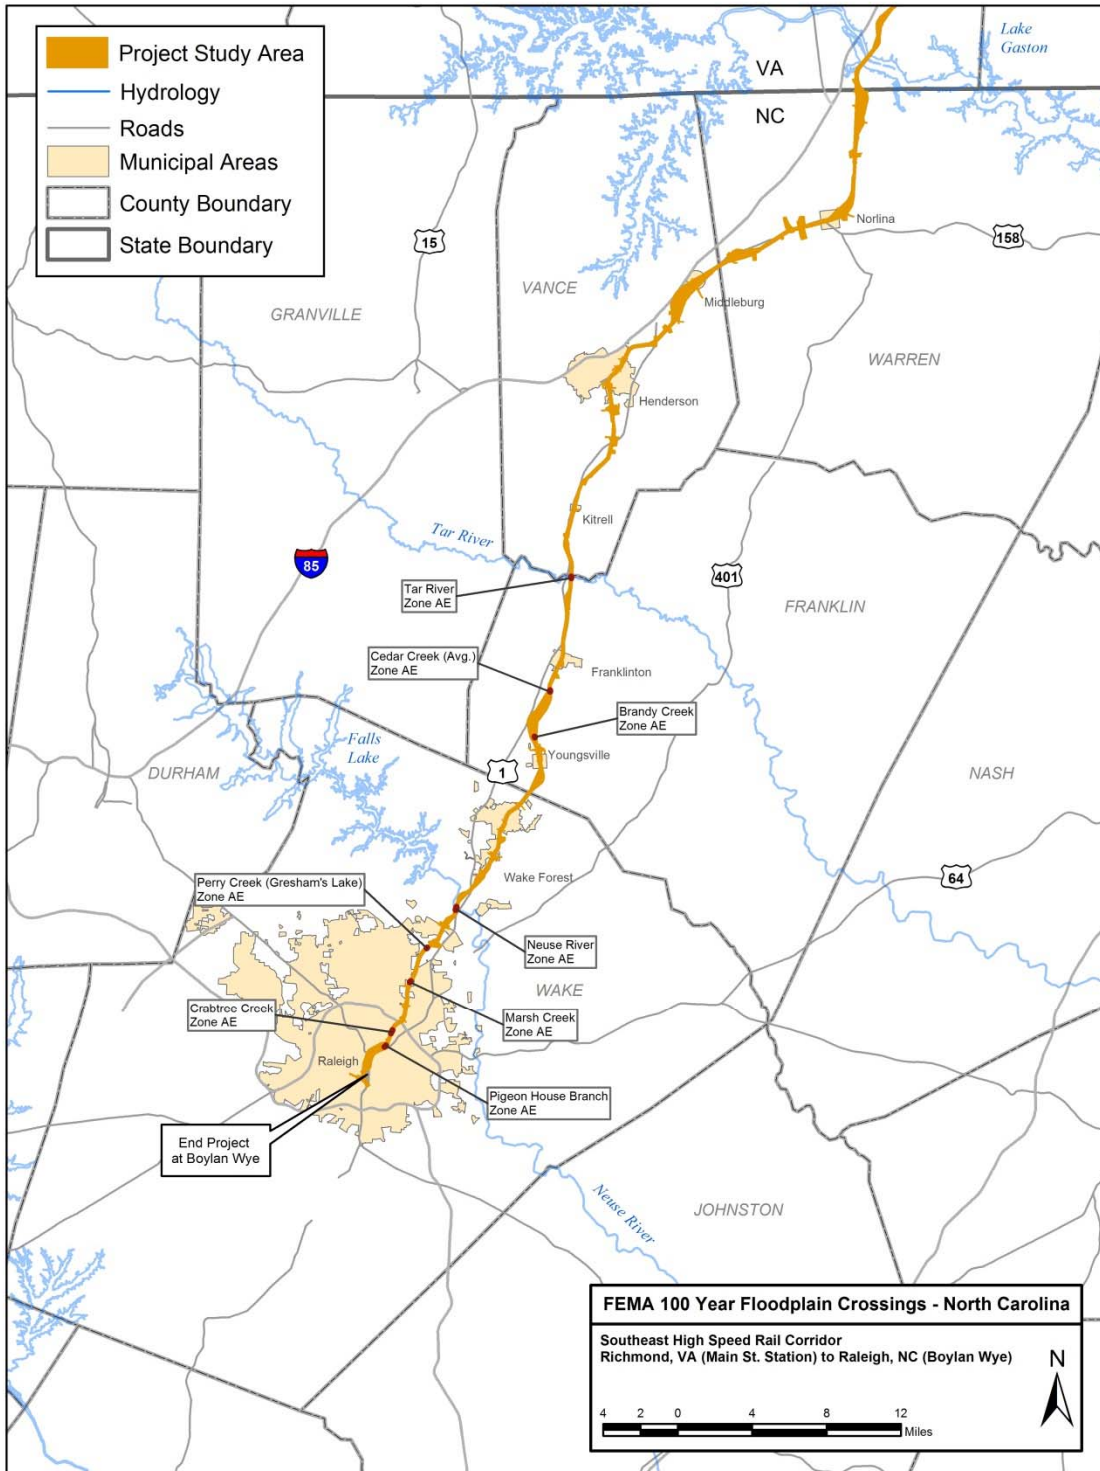 Project Study Area
Hydrology
Roads
Municipal Areas
County Boundary
State Boundary
Lake
Gaston
VA
NC
Norlina
15
158
VANCE
GRANVILLE
Middleburg
WARREN
Henderson
Kitrell
Tar River
85
401
Tar River
Zone AE
FRANKLIN
Cedar Creek (Avg.)
Zone AE
Franklinton
Brandy Creek
Zone AE
Falls
Lake
Youngsville
1
DURHAM
NASH
Perry Creek (Gresham's Lake)
Zone AE
Wake Forest
64
Neuse River
Zone AE
WAKE
Crabtree Creek
Zone AE
Marsh Creek
Zone AE
Raleigh
Pigeon House Branch
Zone AE
End Project
at Boylan Wye
Neuse River
JOHNSTON
FEMA 100 Year Floodplain Crossings - North Carolina
Southeast High Speed Rail Corridor
Richmond, VA (Main St. Station) to Raleigh, NC (Boylan Wye)
N
4 2 0 4 8 12
Miles